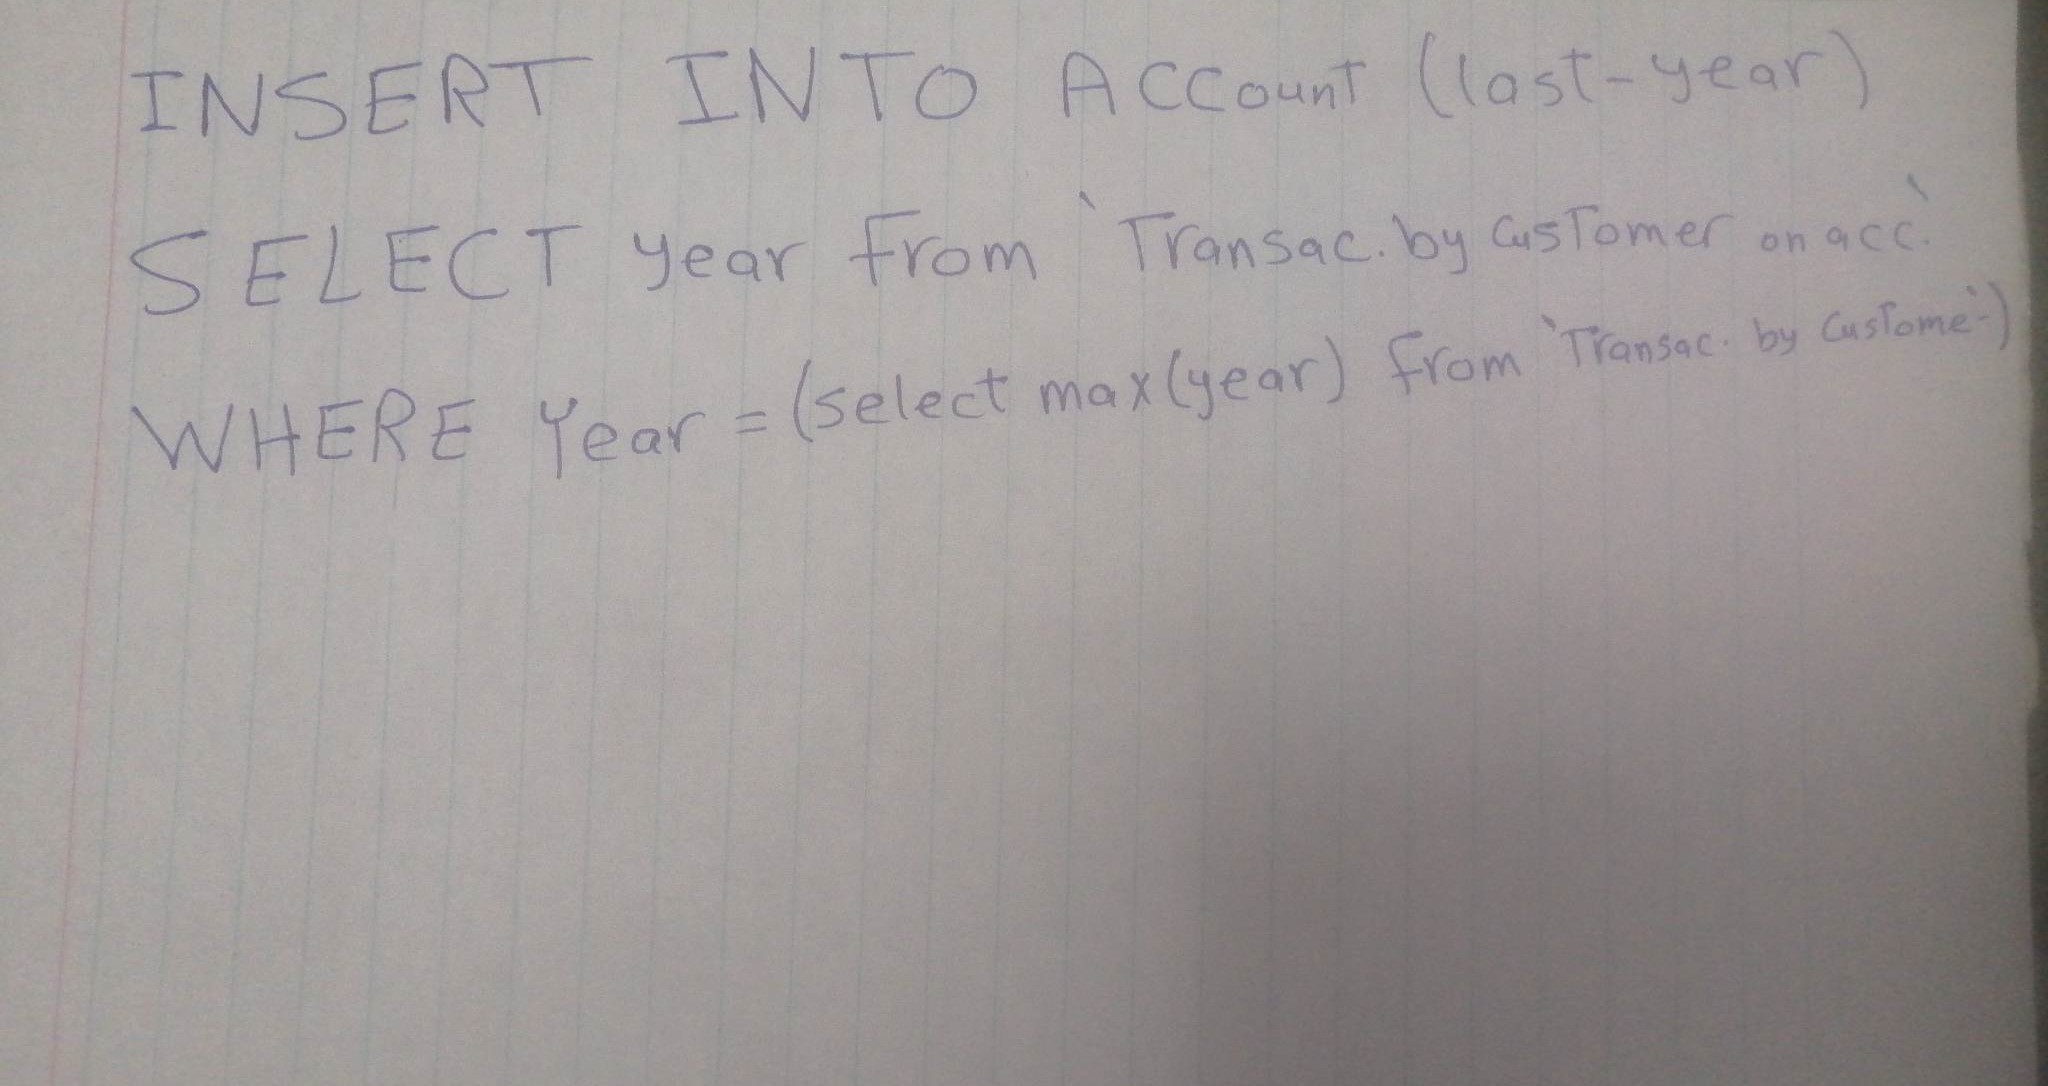 INSERT INTO Account (last-year)
SELECT year from `Transac. by Customer on acc.`
WHERE Year = (select max(year) from `Transac. by Custome-`)